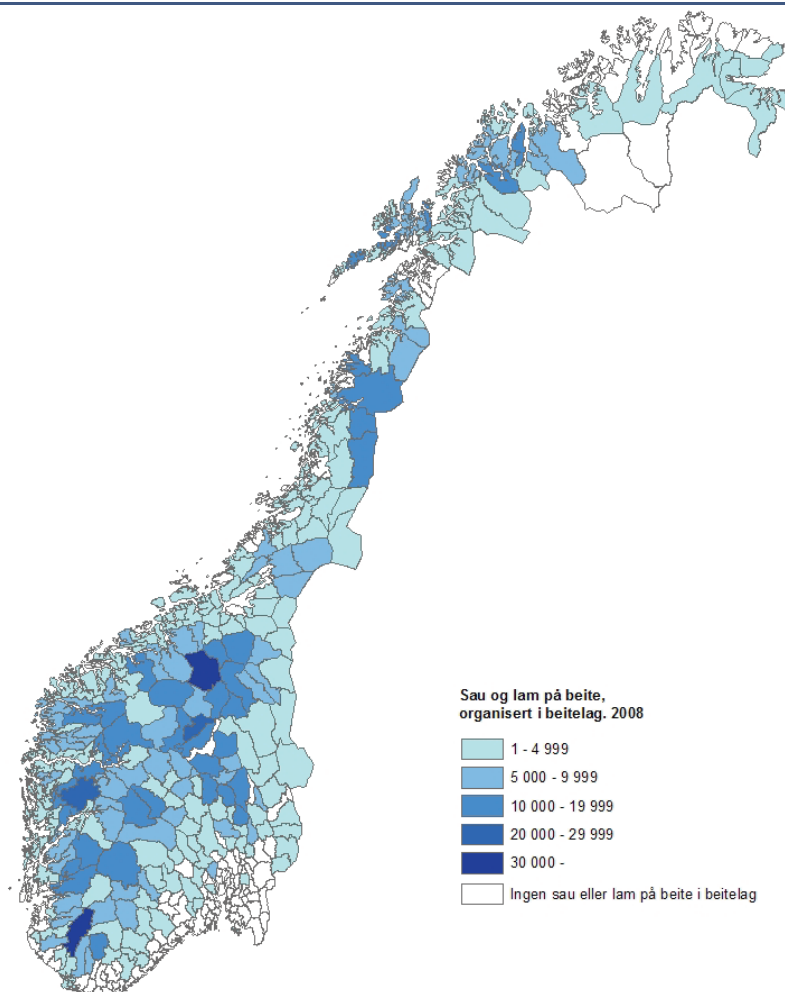 Sau og lam på beite,
organisert i beitelag. 2008
1 - 4 999
5 000 - 9 999
10 000 - 19 999
20 000 - 29 999
30 000 -
Ingen sau eller lam på beite i beitelag